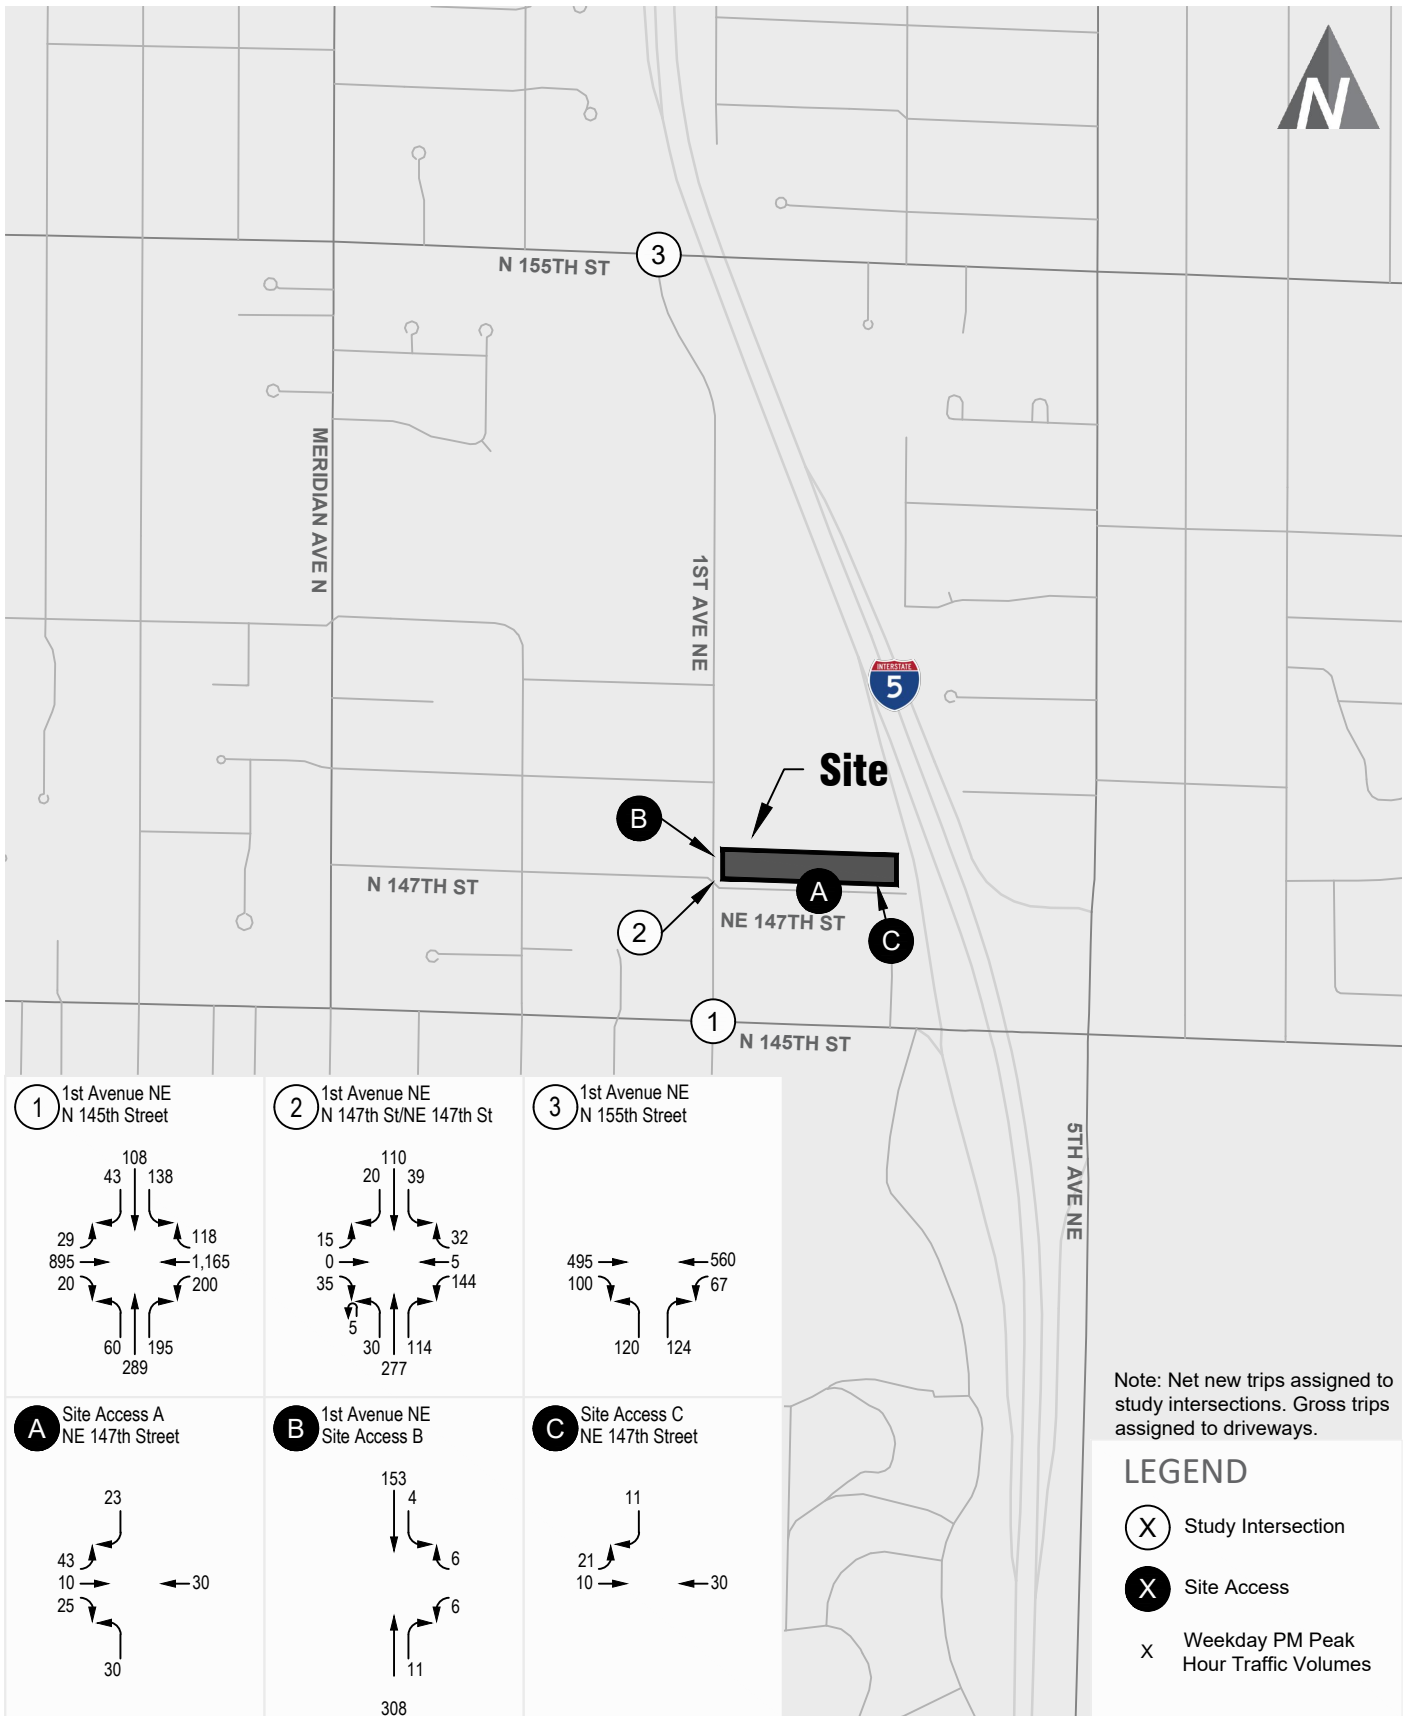 N
N 155TH ST
3
MERIDIAN AVE N
1ST AVE NE
INTERSTATE
5
Site
B
N 147TH ST
A
2
NE 147TH ST
C
1
N 145TH ST
5TH AVE NE
1
1st Avenue NE
N 145th Street
108
43
138
29
118
895
1,165
20
200
60
195
289
2
1st Avenue NE
N 147th St/NE 147th St
110
20
39
15
32
0
5
35
144
5
30
114
277
3
1st Avenue NE
N 155th Street
495
560
100
67
120
124
A
Site Access A
NE 147th Street
23
43
10
30
25
30
B
1st Avenue NE
Site Access B
153
4
6
6
11
308
C
Site Access C
NE 147th Street
11
21
10
30
Note: Net new trips assigned to
study intersections. Gross trips
assigned to driveways.
LEGEND
X Study Intersection
X Site Access
X Weekday PM Peak
Hour Traffic Volumes